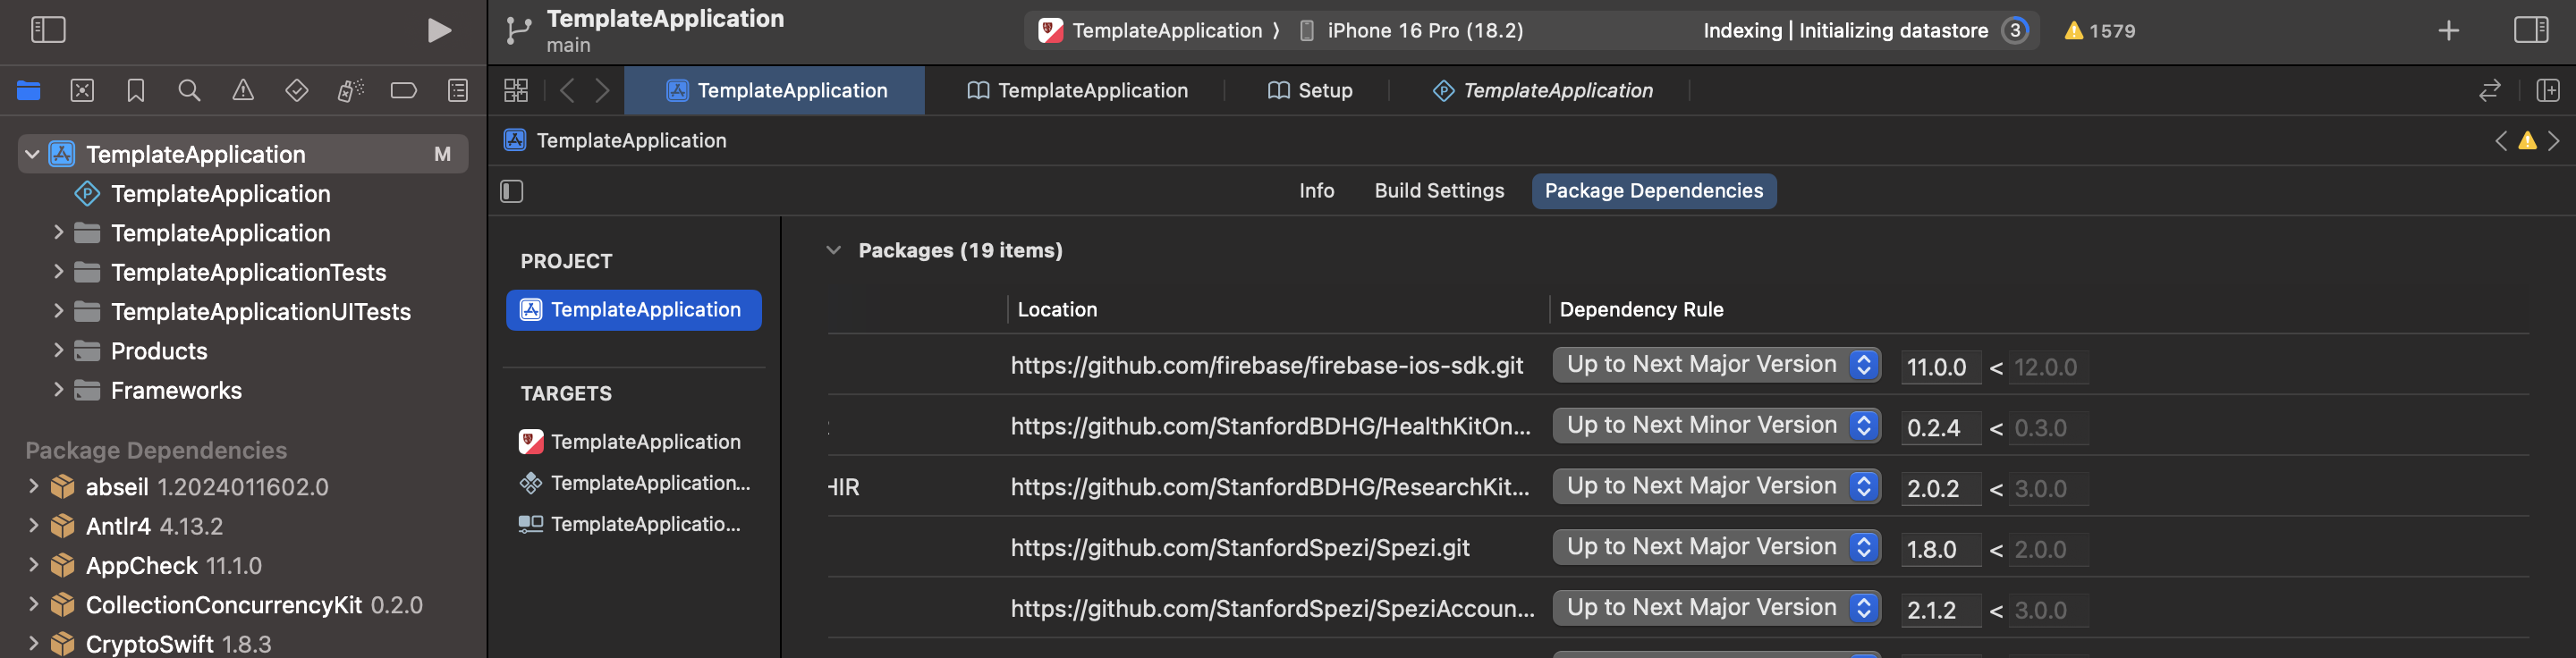 TemplateApplication
main
TemplateApplication
iPhone 16 Pro (18.2)
Indexing | Initializing datastore
3
1579
TemplateApplication
TemplateApplication
Setup
TemplateApplication
TemplateApplication
Info
Build Settings
Package Dependencies
TemplateApplication M
TemplateApplication
TemplateApplication
TemplateApplicationTests
TemplateApplicationUITests
Products
Frameworks
Package Dependencies
abseil 1.2024011602.0
Antlr4 4.13.2
AppCheck 11.1.0
CollectionConcurrencyKit 0.2.0
CryptoSwift 1.8.3
PROJECT
TemplateApplication
TARGETS
TemplateApplication
TemplateApplication...
TemplateApplicatio...
Packages (19 items)
Location Dependency Rule
https://github.com/firebase/firebase-ios-sdk.git Up to Next Major Version 11.0.0 < 12.0.0
https://github.com/StanfordBDHG/HealthKitOn... Up to Next Minor Version 0.2.4 < 0.3.0
HIR https://github.com/StanfordBDHG/ResearchKit... Up to Next Major Version 2.0.2 < 3.0.0
https://github.com/StanfordSpezi/Spezi.git Up to Next Major Version 1.8.0 < 2.0.0
https://github.com/StanfordSpezi/SpeziAccoun... Up to Next Major Version 2.1.2 < 3.0.0